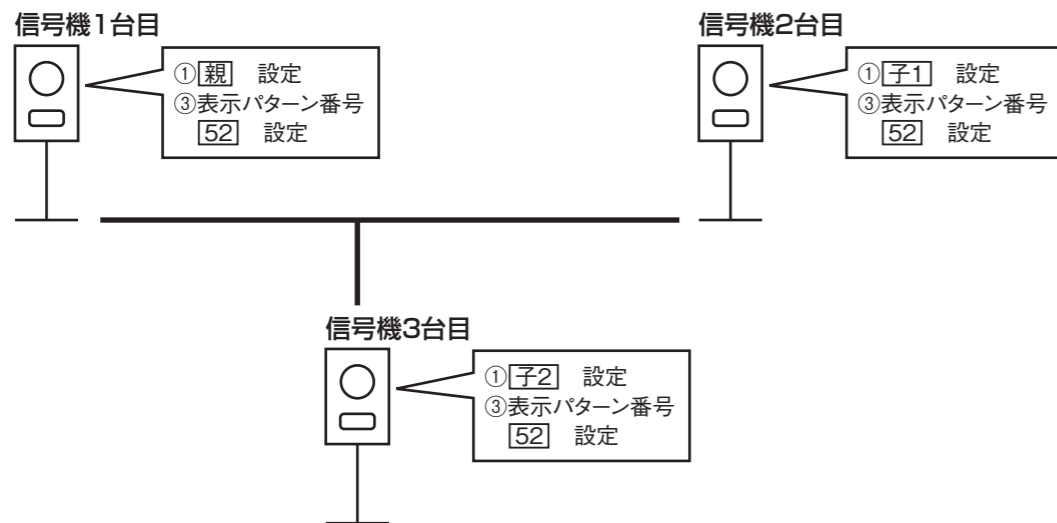 信号機1台目
①親 設定
③表示パターン番号
52 設定
信号機2台目
①子1 設定
③表示パターン番号
52 設定
信号機3台目
①子2 設定
③表示パターン番号
52 設定